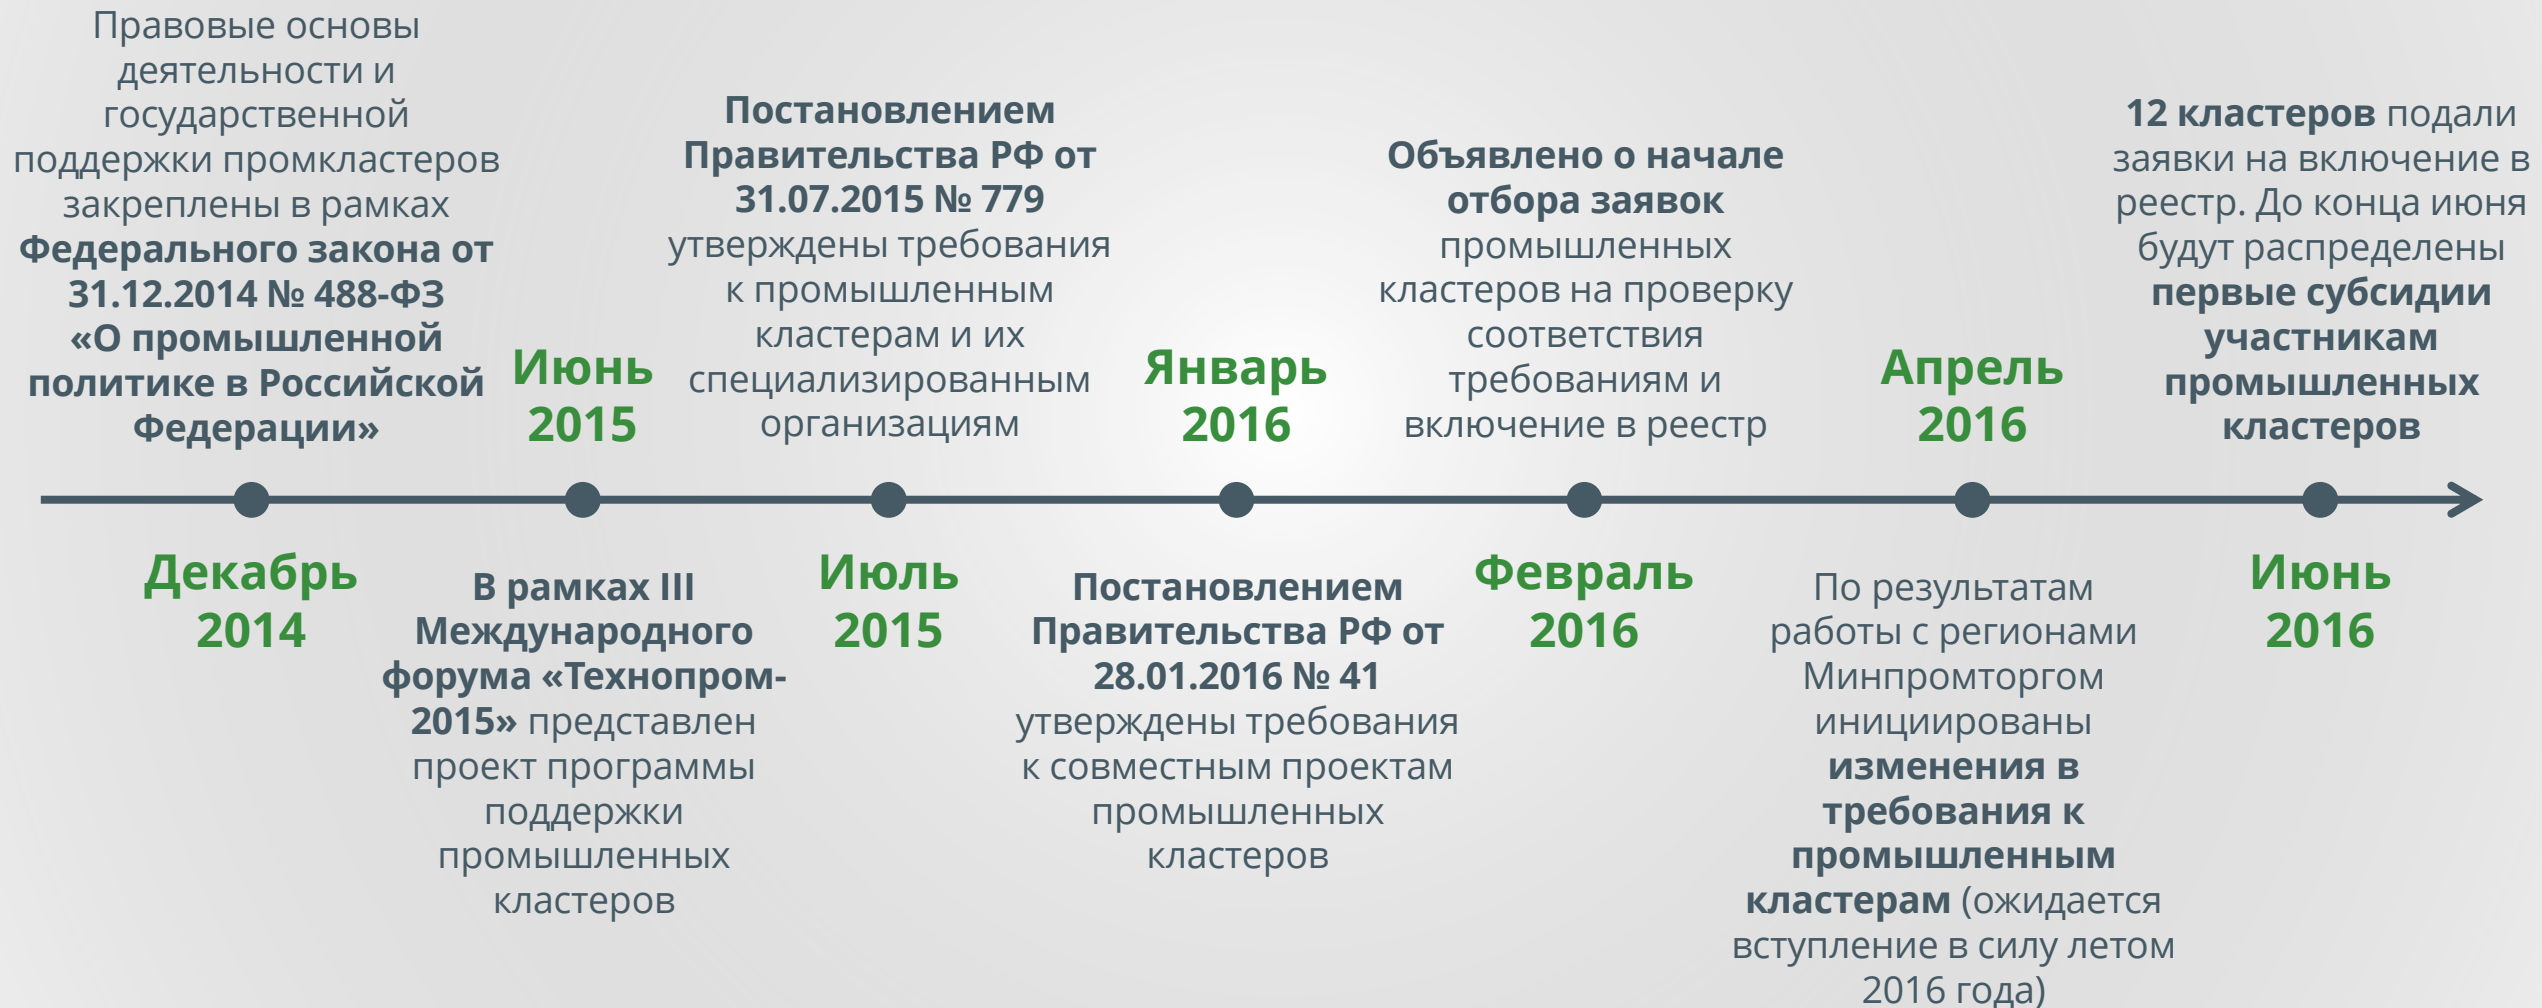 Правовые основы
деятельности и
государственной
поддержки промкластеров
закреплены в рамках
Федерального закона от
31.12.2014 № 488-ФЗ
«О промышленной
политике в Российской
Федерации»
Декабрь
2014
Июнь
2015
В рамках III
Международного
форума «Технопром-
2015» представлен
проект программы
поддержки
промышленных
кластеров
Постановлением
Правительства РФ от
31.07.2015 № 779
утверждены требования
к промышленным
кластерам и их
специализированным
организациям
Июль
2015
Январь
2016
Постановлением
Правительства РФ от
28.01.2016 № 41
утверждены требования
к совместным проектам
промышленных
кластеров
Объявлено о начале
отбора заявок
промышленных
кластеров на проверку
соответствия
требованиям и
включение в реестр
Февраль
2016
Апрель
2016
По результатам
работы с регионами
Минпромторгом
инициированы
изменения в
требования к
промышленным
кластерам (ожидается
вступление в силу летом
2016 года)
12 кластеров подали
заявки на включение в
реестр. До конца июня
будут распределены
первые субсидии
участникам
промышленных
кластеров
Июнь
2016